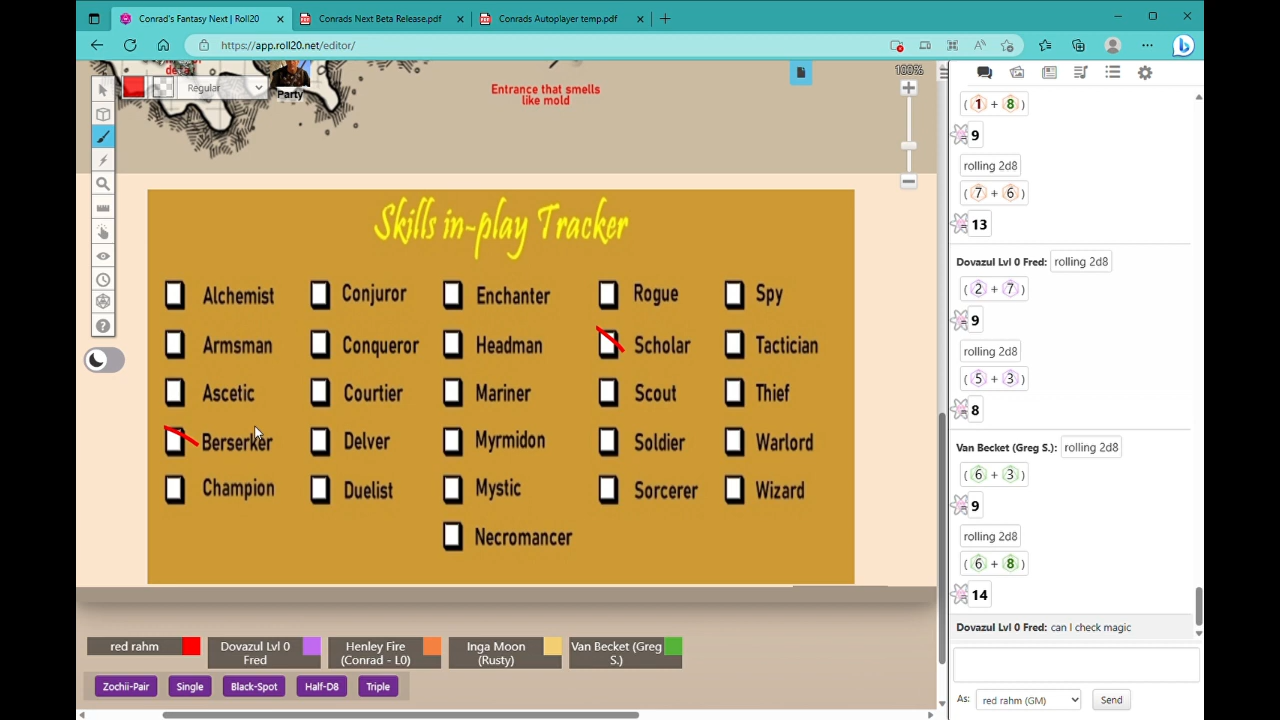 Conrad's Fantasy Next | Roll20
Conrads Next Beta Release.pdf
Conrads Autoplayer temp.pdf
https://app.roll20.net/editor/
Regular
Party
Entrance that smells
like mold
100%
Skills in-play Tracker
Alchemist
Conjuror
Enchanter
Rogue
Spy
Armsman
Conqueror
Headman
Scholar
Tactician
Ascetic
Courtier
Mariner
Scout
Thief
Berserker
Delver
Myrmidon
Soldier
Warlord
Champion
Duelist
Mystic
Sorcerer
Wizard
Necromancer
red rahm
Dovazul Lvl 0
Fred
Henley Fire
(Conrad - L0)
Inga Moon
(Rusty)
Van Becket (Greg
S.)
Zochii-Pair
Single
Black-Spot
Half-D8
Triple
(1 + 8)
= 9
rolling 2d8
(7 + 6)
= 13
Dovazul Lvl 0 Fred: rolling 2d8
(2 + 7)
= 9
rolling 2d8
(5 + 3)
= 8
Van Becket (Greg S.): rolling 2d8
(6 + 3)
= 9
rolling 2d8
(6 + 8)
= 14
Dovazul Lvl 0 Fred: can I check magic
As: red rahm (GM)
Send